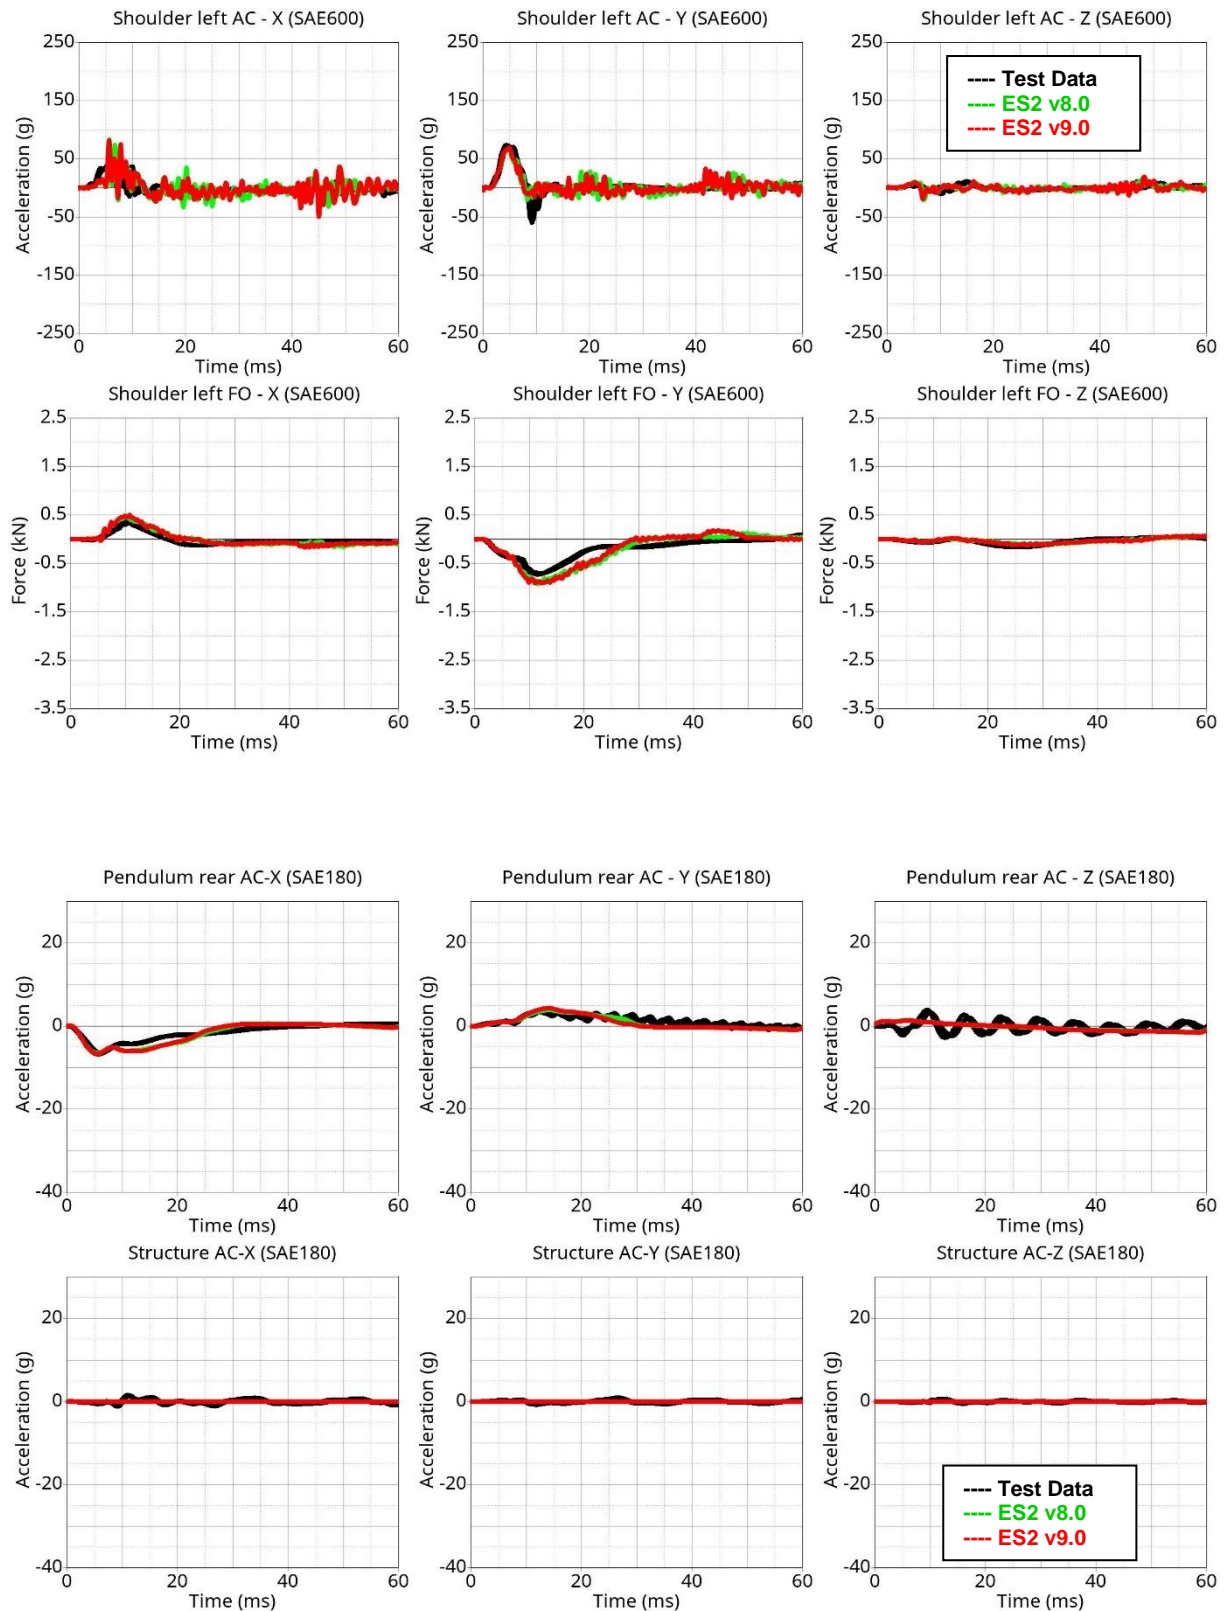 Shoulder left AC - X (SAE600)
Shoulder left AC - Y (SAE600)
Shoulder left AC - Z (SAE600)
250
150
50
-50
-150
-250
Acceleration (g)
0
20
40
60
Time (ms)
250
150
50
-50
-150
-250
Acceleration (g)
0
20
40
60
Time (ms)
250
150
50
-50
-150
-250
Acceleration (g)
0
20
40
60
Time (ms)
---- Test Data
---- ES2 v8.0
---- ES2 v9.0
Shoulder left FO - X (SAE600)
Shoulder left FO - Y (SAE600)
Shoulder left FO - Z (SAE600)
2.5
1.5
0.5
-0.5
-1.5
-2.5
-3.5
Force (kN)
0
20
40
60
Time (ms)
2.5
1.5
0.5
-0.5
-1.5
-2.5
-3.5
Force (kN)
0
20
40
60
Time (ms)
2.5
1.5
0.5
-0.5
-1.5
-2.5
-3.5
Force (kN)
0
20
40
60
Time (ms)
Pendulum rear AC-X (SAE180)
Pendulum rear AC - Y (SAE180)
Pendulum rear AC - Z (SAE180)
20
0
-20
-40
Acceleration (g)
0
20
40
60
Time (ms)
20
0
-20
-40
Acceleration (g)
0
20
40
60
Time (ms)
20
0
-20
-40
Acceleration (g)
0
20
40
60
Time (ms)
Structure AC-X (SAE180)
Structure AC-Y (SAE180)
Structure AC-Z (SAE180)
20
0
-20
-40
Acceleration (g)
0
20
40
60
Time (ms)
20
0
-20
-40
Acceleration (g)
0
20
40
60
Time (ms)
20
0
-20
-40
Acceleration (g)
0
20
40
60
Time (ms)
---- Test Data
---- ES2 v8.0
---- ES2 v9.0